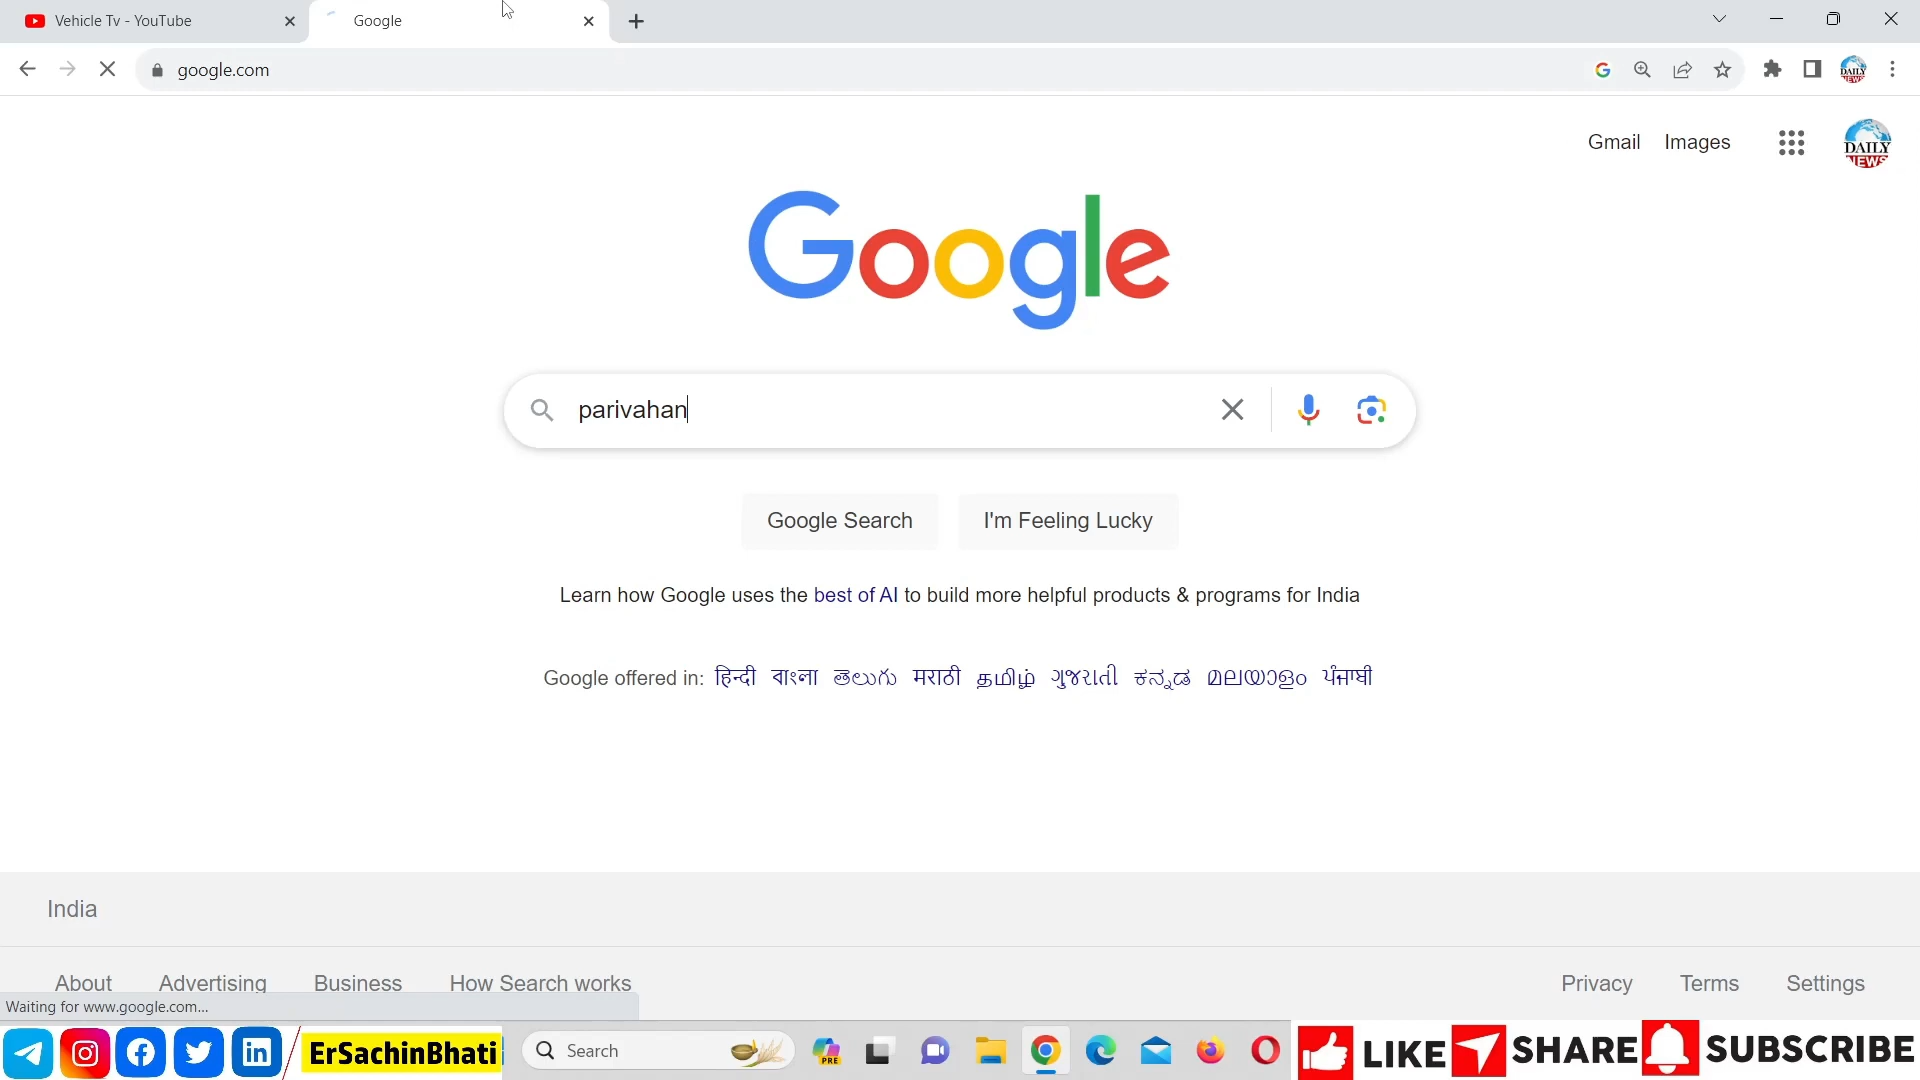 Vehicle Tv - YouTube
Google
google.com
DAILY NEWS
Gmail Images
DAILY NEWS
Google
parivahan
Google Search I'm Feeling Lucky
Learn how Google uses the best of AI to build more helpful products & programs for India
Google offered in: हिन्दी বাংলা తెలుగు मराठी தமிழ் ગુજરાતી ಕನ್ನಡ മലയാളം ਪੰਜਾਬੀ
India
About Advertising Business How Search works Privacy Terms Settings
Waiting for www.google.com...
ErSachinBhati Search PRE LIKE SHARE SUBSCRIBE